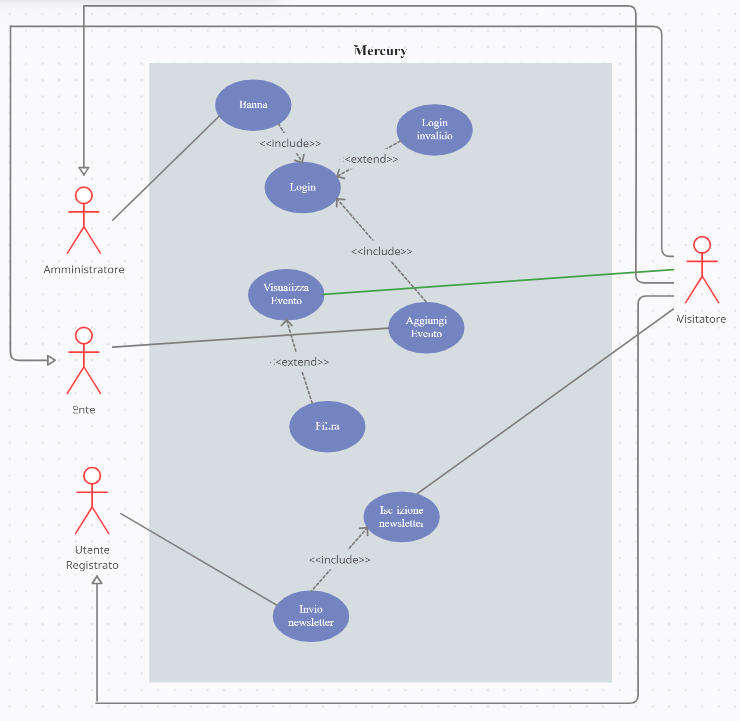 Mercury
Banna
Login
invalido
<<include>>
<extend>>
Login
Amministratore
<<include>>
Visualizza
Evento
Visitatore
Aggiungi
Evento
<extend>>
Ente
Filtra
Iscrizione
newsletter
Utente
Registrato
<<include>>
Invio
newsletter